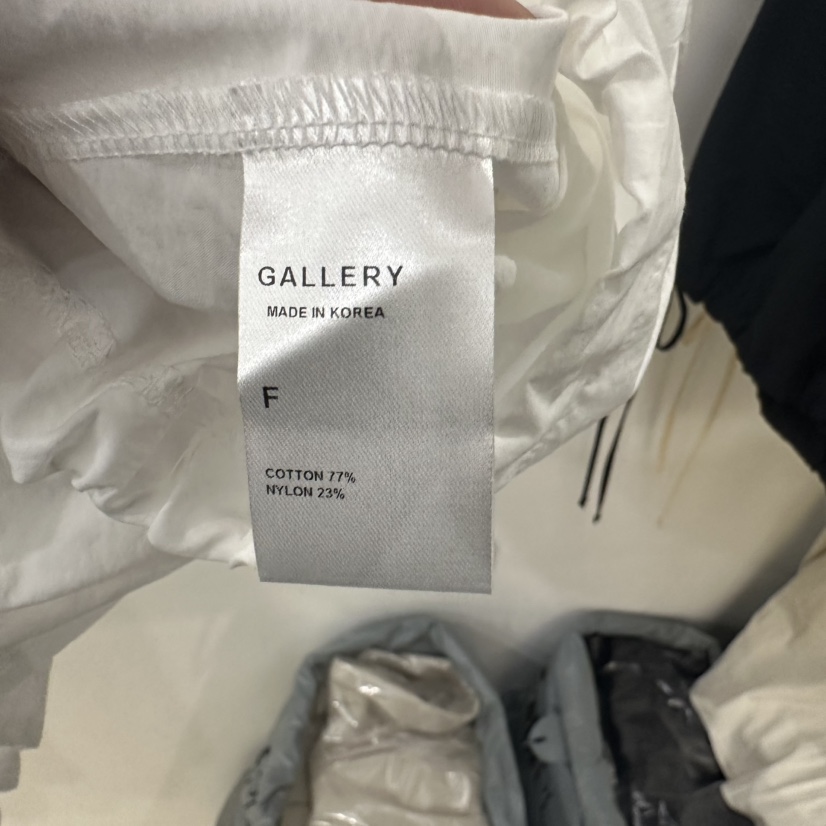 GALLERY
MADE IN KOREA
F
COTTON 77%
NYLON 23%